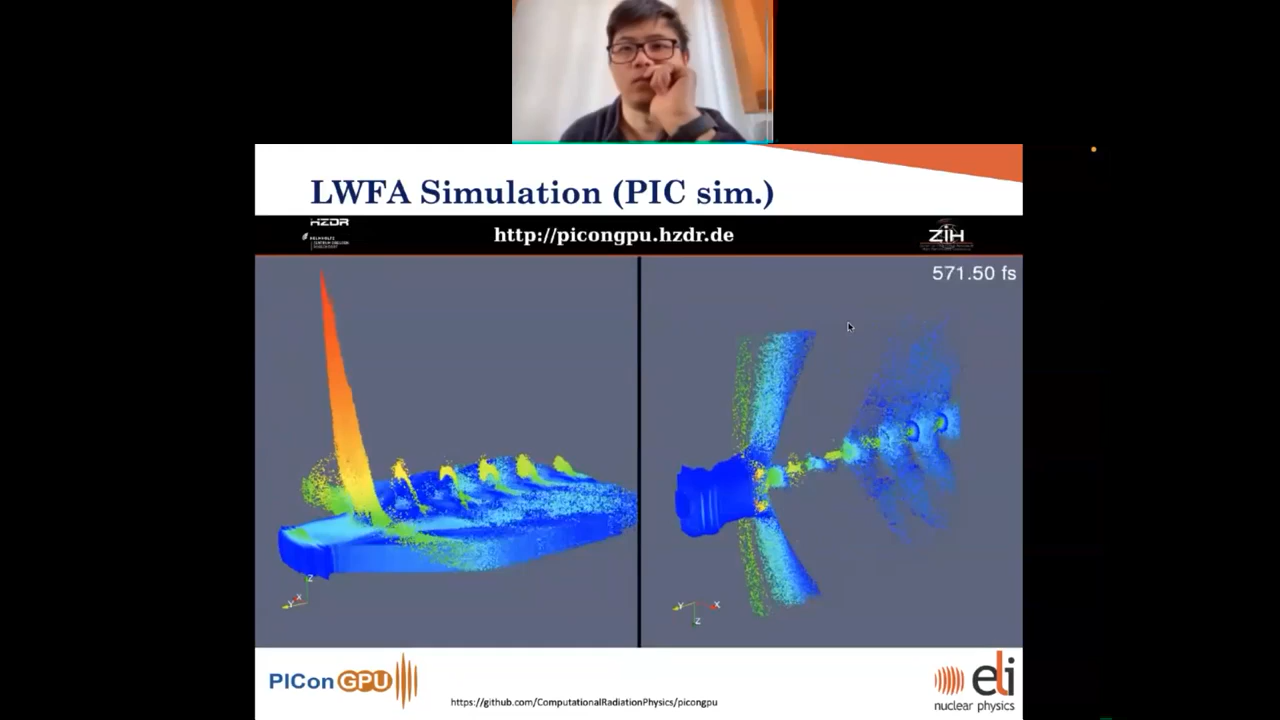 LWFA Simulation (PIC sim.)
HZDR
http://picongpu.hzdr.de
ZIH
571.50 fs
Z
X
Y
Y
X
Z
PIConGPU
https://github.com/ComputationalRadiationPhysics/picongpu
eli
nuclear physics